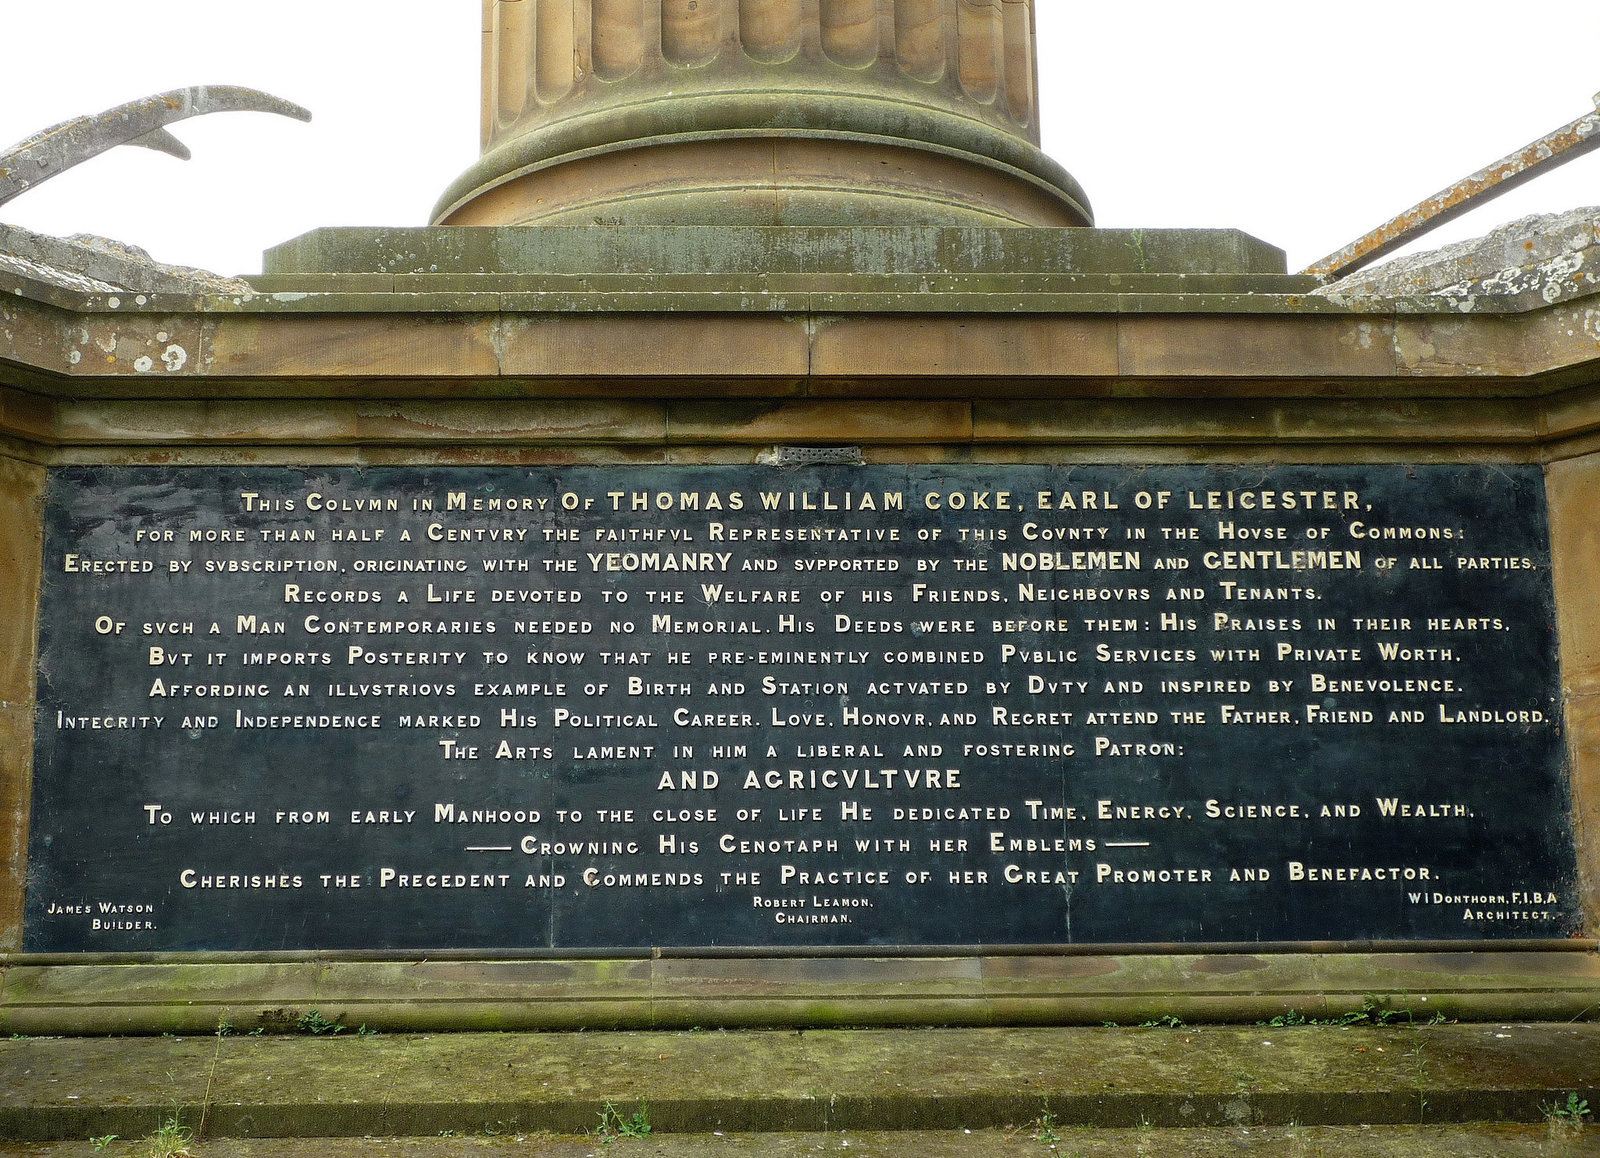 THIS COLVMN IN MEMORY OF THOMAS WILLIAM COKE, EARL OF LEICESTER,
FOR MORE THAN HALF A CENTVRY THE FAITHFVL REPRESENTATIVE OF THIS COVNTY IN THE HOVSE OF COMMONS:
ERECTED BY SVBSCRIPTION, ORIGINATING WITH THE YEOMANRY AND SVPPORTED BY THE NOBLEMEN AND GENTLEMEN OF ALL PARTIES,
RECORDS A LIFE DEVOTED TO THE WELFARE OF HIS FRIENDS, NEIGHBOVRS AND TENANTS.
OF SVCH A MAN CONTEMPORARIES NEEDED NO MEMORIAL. HIS DEEDS WERE BEFORE THEM: HIS PRAISES IN THEIR HEARTS,
BVT IT IMPORTS POSTERITY TO KNOW THAT HE PRE-EMINENTLY COMBINED PVBLIC SERVICES WITH PRIVATE WORTH,
AFFORDING AN ILLVSTRIOVS EXAMPLE OF BIRTH AND STATION ACTVATED BY DVTY AND INSPIRED BY BENEVOLENCE.
INTEGRITY AND INDEPENDENCE MARKED HIS POLITICAL CAREER. LOVE, HONOVR, AND REGRET ATTEND THE FATHER, FRIEND AND LANDLORD.
THE ARTS LAMENT IN HIM A LIBERAL AND FOSTERING PATRON:
AND AGRICVLTVRE
TO WHICH FROM EARLY MANHOOD TO THE CLOSE OF LIFE HE DEDICATED TIME, ENERGY, SCIENCE, AND WEALTH,
— CROWNING HIS CENOTAPH WITH HER EMBLEMS —
CHERISHES THE PRECEDENT AND COMMENDS THE PRACTICE OF HER GREAT PROMOTER AND BENEFACTOR.
JAMES WATSON
BUILDER.
ROBERT LEAMON,
CHAIRMAN.
W I DONTHORN, F,I,B,A
ARCHITECT.